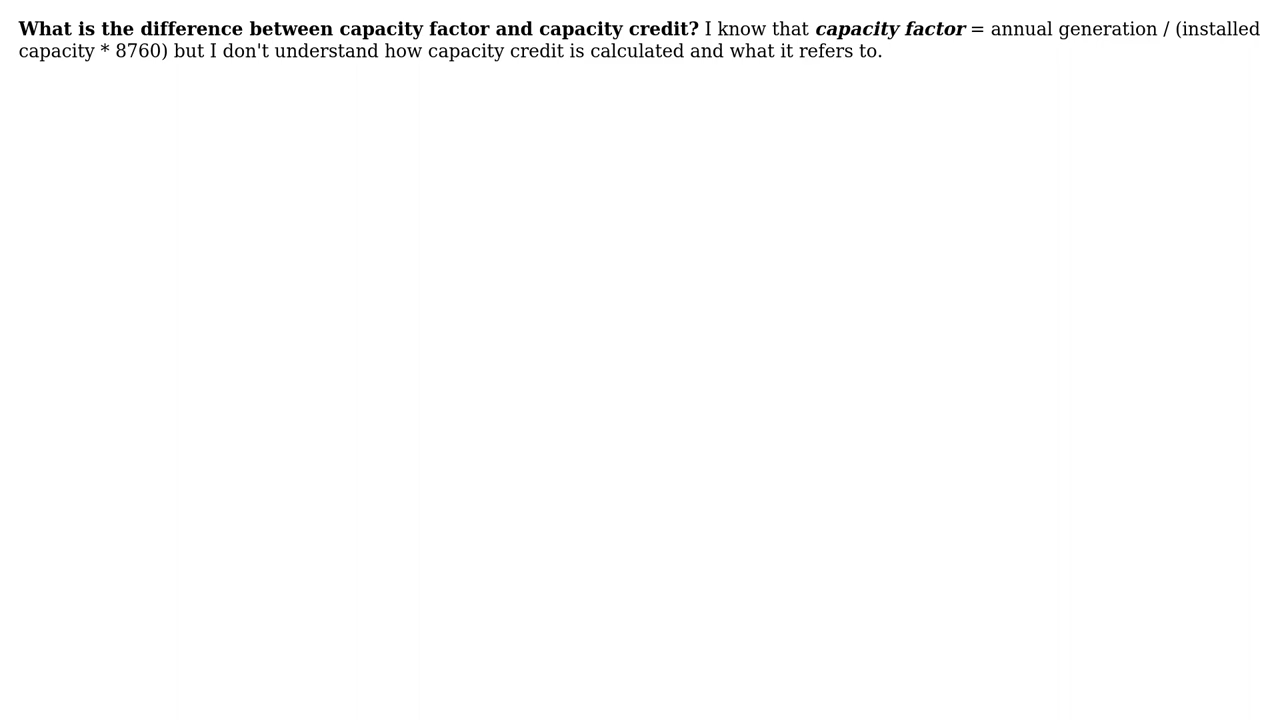 What is the difference between capacity factor and capacity credit? I know that capacity factor = annual generation / (installed
capacity * 8760) but I don't understand how capacity credit is calculated and what it refers to.